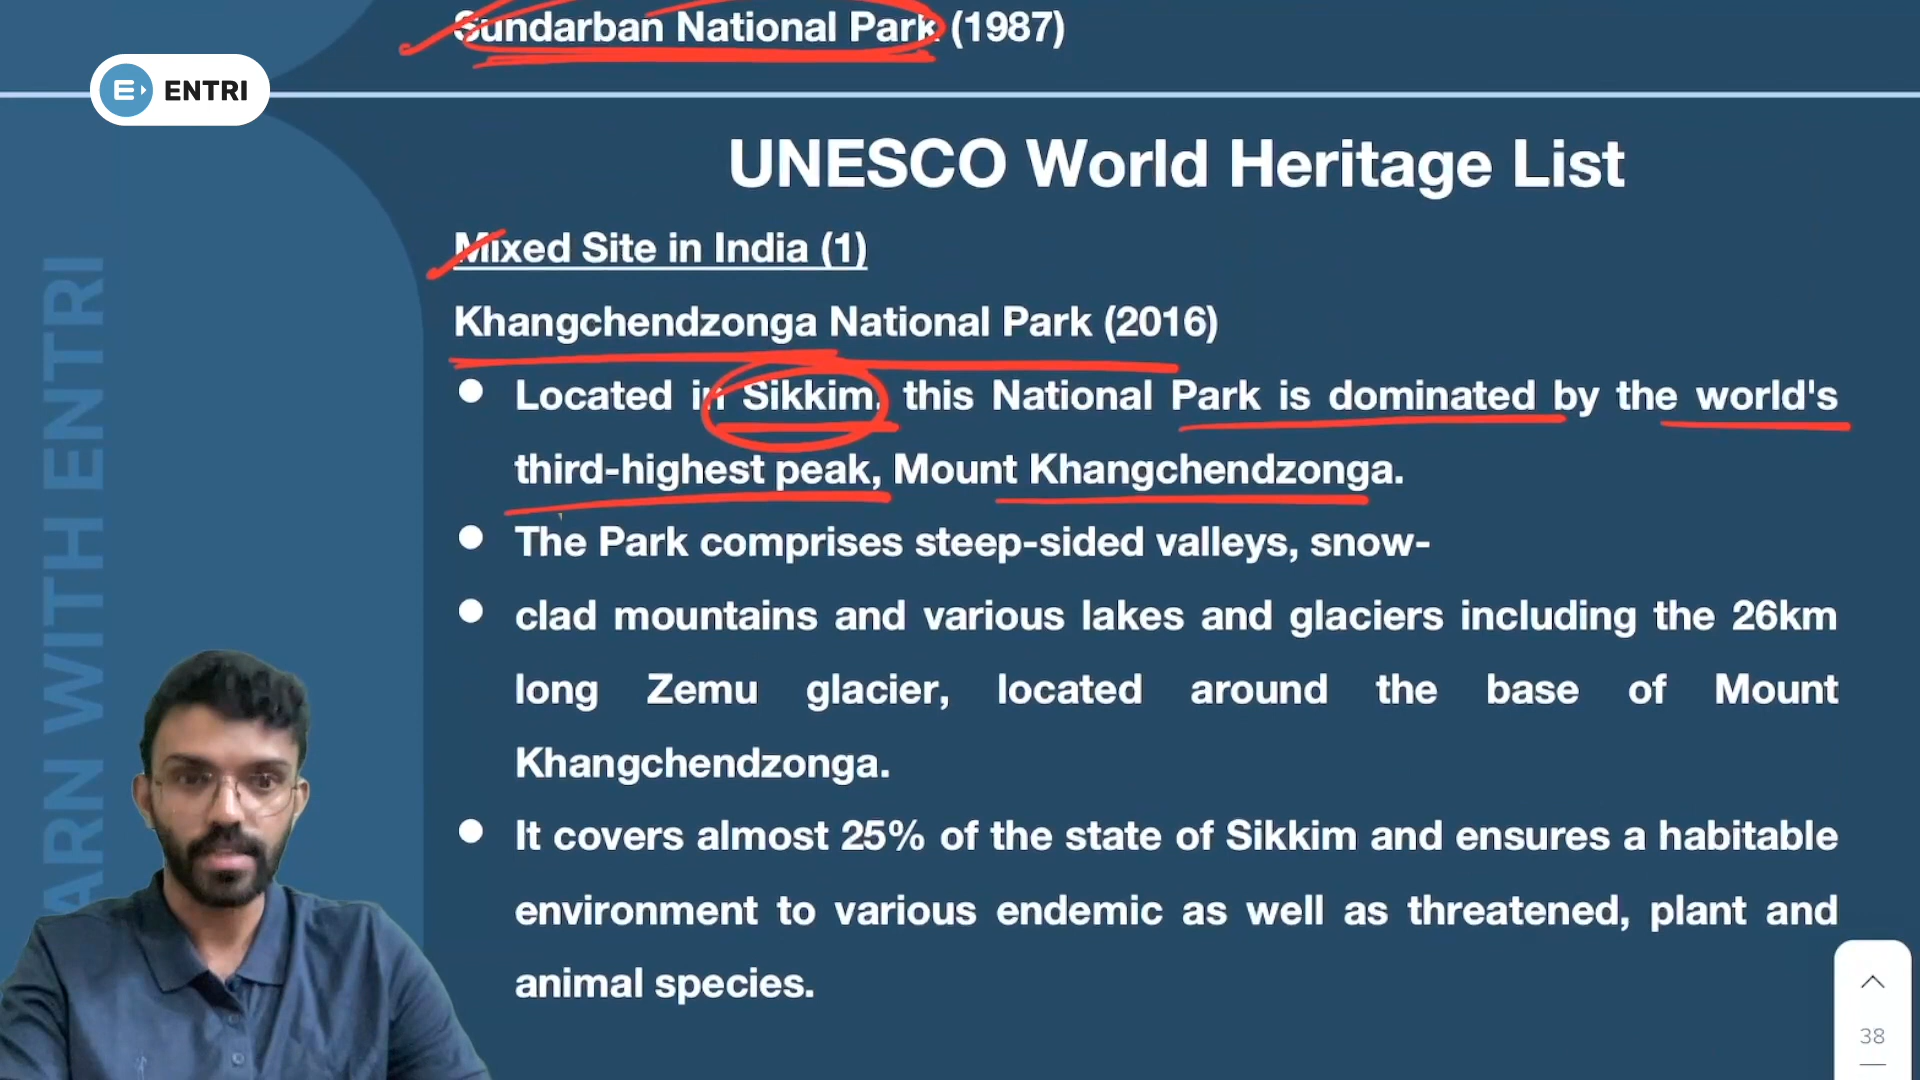 Sundarban National Park (1987)
ENTRI
UNESCO World Heritage List
Mixed Site in India (1)
Khangchendzonga National Park (2016)
Located in Sikkim, this National Park is dominated by the world's
third-highest peak, Mount Khangchendzonga.
The Park comprises steep-sided valleys, snow-
clad mountains and various lakes and glaciers including the 26km
long Zemu glacier, located around the base of Mount
Khangchendzonga.
It covers almost 25% of the state of Sikkim and ensures a habitable
environment to various endemic as well as threatened, plant and
animal species.
ARN WITH ENTRI
38